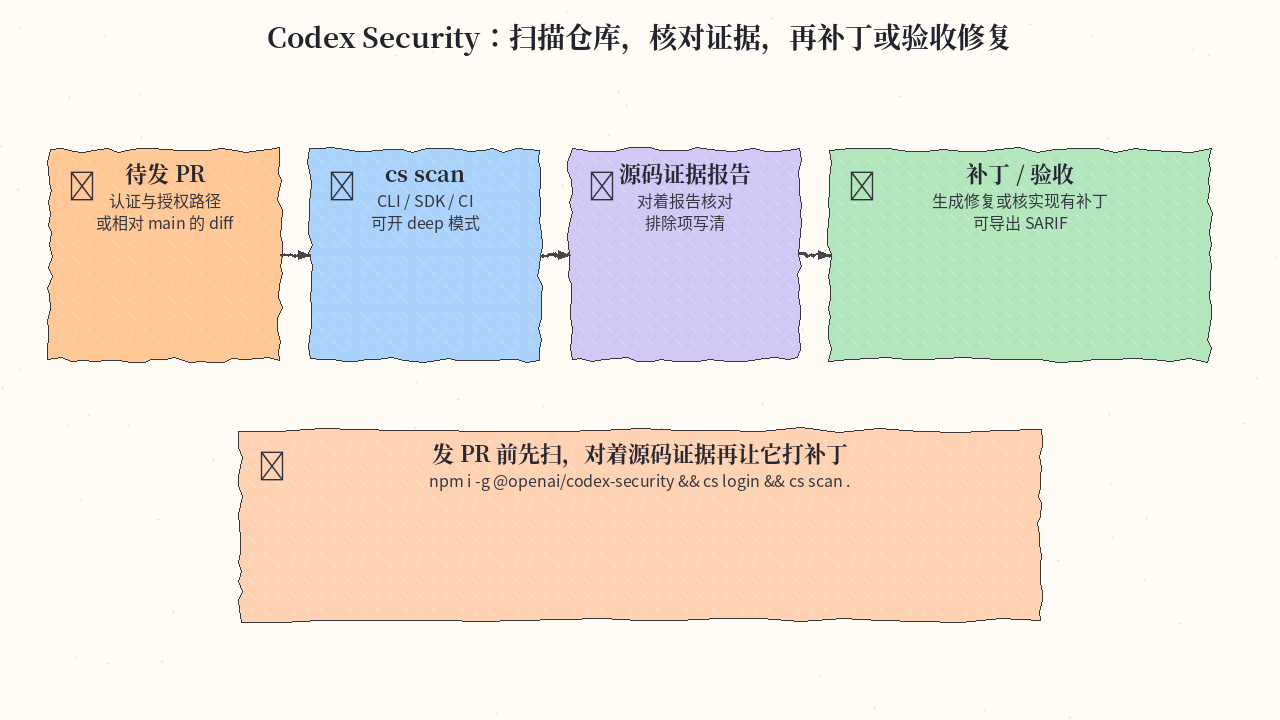 Codex Security：扫描仓库，核对证据，再补丁或验收修复
待发 PR
认证与授权路径
或相对 main 的 diff
cs scan
CLI / SDK / CI
可开 deep 模式
源码证据报告
对着报告核对
排除项写清
补丁 / 验收
生成修复或核实现有补丁
可导出 SARIF
发 PR 前先扫，对着源码证据再让它打补丁
npm i -g @openai/codex-security && cs login && cs scan .